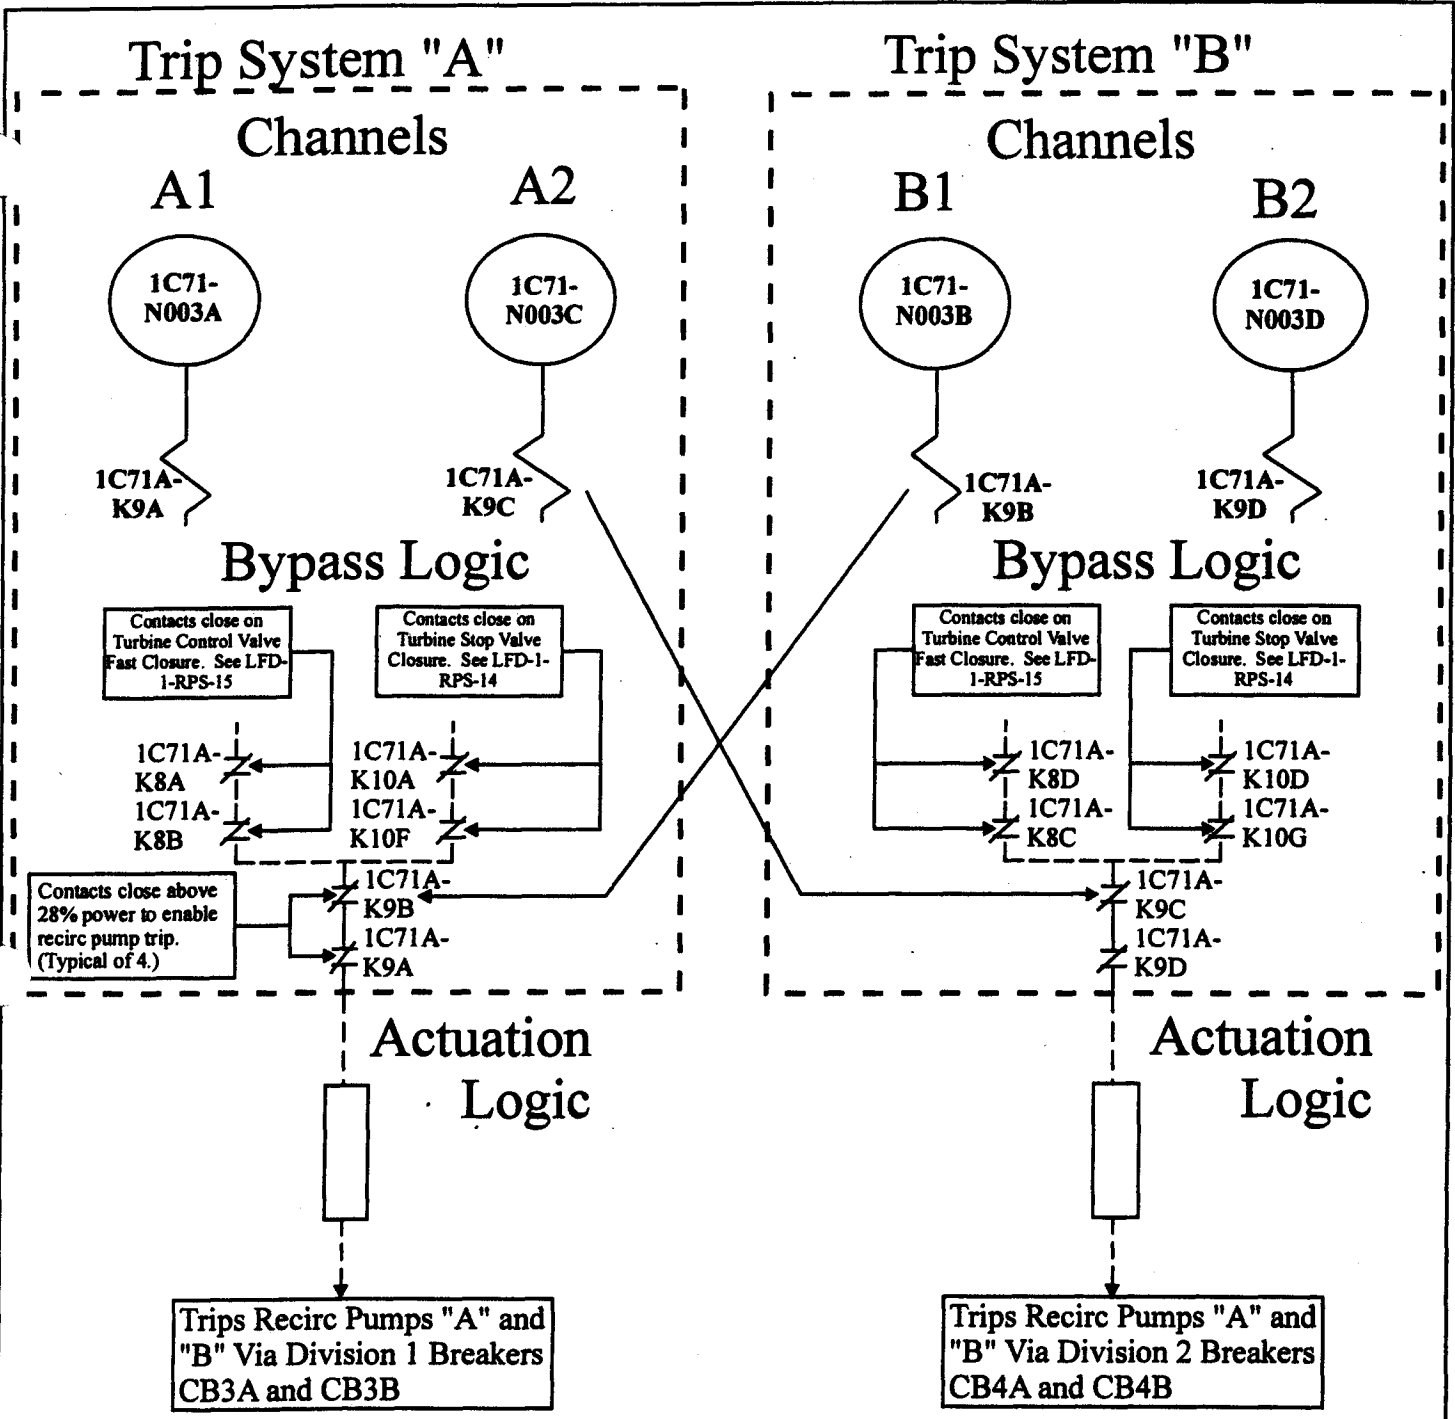 Trip System "A"
Channels
A1
A2
1C71-
N003A
1C71-
N003C
1C71A-
K9A
1C71A-
K9C
Bypass Logic
Contacts close on
Turbine Control Valve
Fast Closure. See LFD-
1-RPS-15
Contacts close on
Turbine Stop Valve
Closure. See LFD-1-
RPS-14
1C71A-
K8A
1C71A-
K8B
1C71A-
K10A
1C71A-
K10F
Contacts close above
28% power to enable
recirc pump trip.
(Typical of 4.)
1C71A-
K9B
1C71A-
K9A
Actuation
Logic
Trips Recirc Pumps "A" and
"B" Via Division 1 Breakers
CB3A and CB3B
Trip System "B"
Channels
B1
B2
1C71-
N003B
1C71-
N003D
1C71A-
K9B
1C71A-
K9D
Bypass Logic
Contacts close on
Turbine Control Valve
Fast Closure. See LFD-
1-RPS-15
Contacts close on
Turbine Stop Valve
Closure. See LFD-1-
RPS-14
1C71A-
K8D
1C71A-
K8C
1C71A-
K10D
1C71A-
K10G
1C71A-
K9C
1C71A-
K9D
Actuation
Logic
Trips Recirc Pumps "A" and
"B" Via Division 2 Breakers
CB4A and CB4B